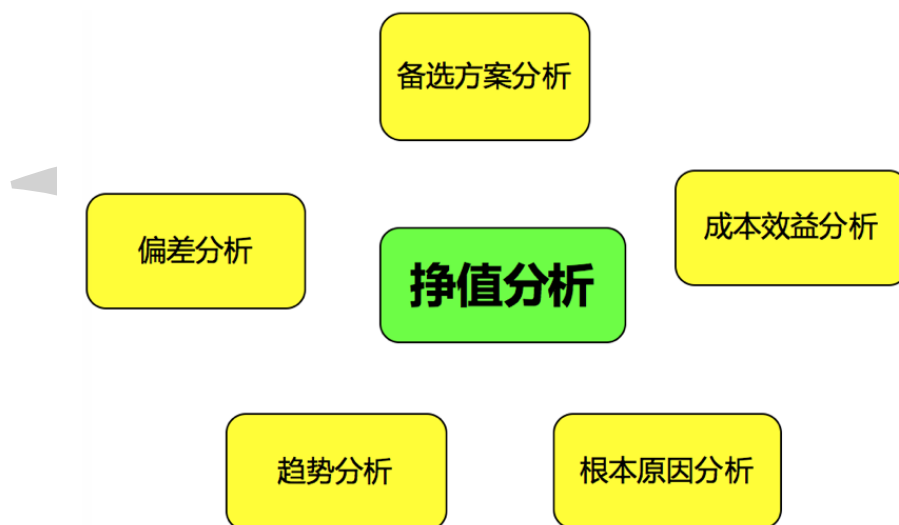 备选方案分析
成本效益分析
偏差分析
挣值分析
趋势分析
根本原因分析